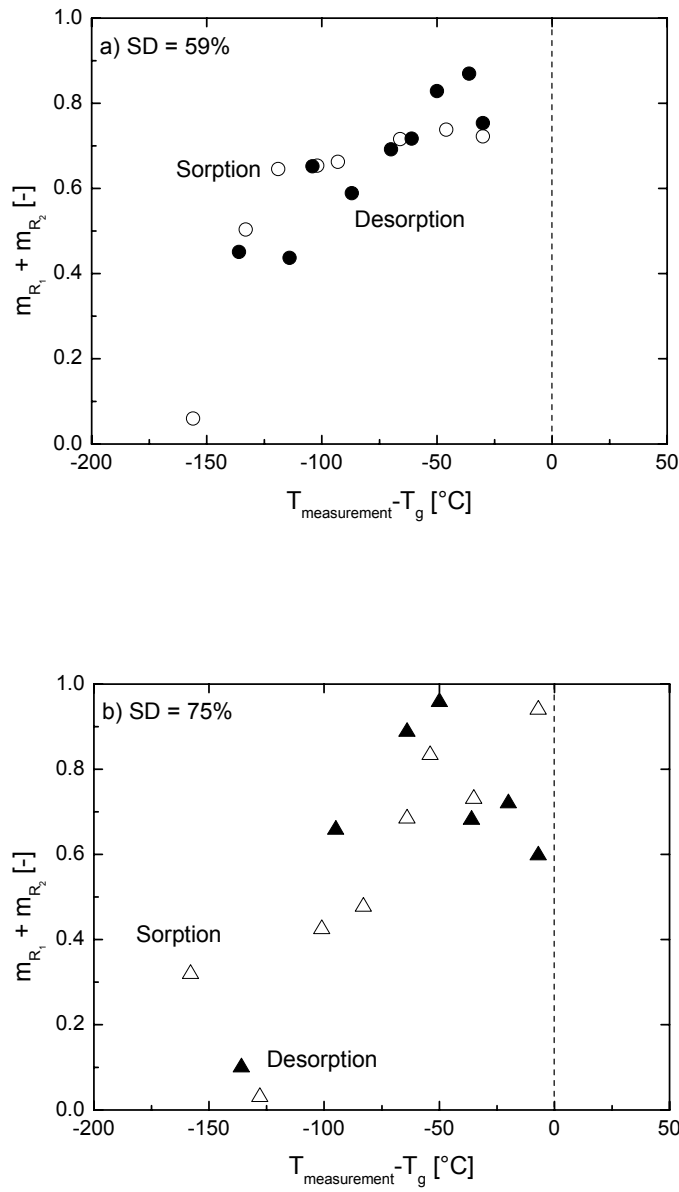 1.0
a) SD = 59%
0.8
Sorption
0.6
Desorption
m_R1 + m_R2 [-]
0.4
0.2
0.0
-200 -150 -100 -50 0 50
T_measurement-T_g [°C]
1.0
b) SD = 75%
0.8
0.6
m_R1 + m_R2 [-]
Sorption
0.4
0.2
Desorption
0.0
-200 -150 -100 -50 0 50
T_measurement-T_g [°C]